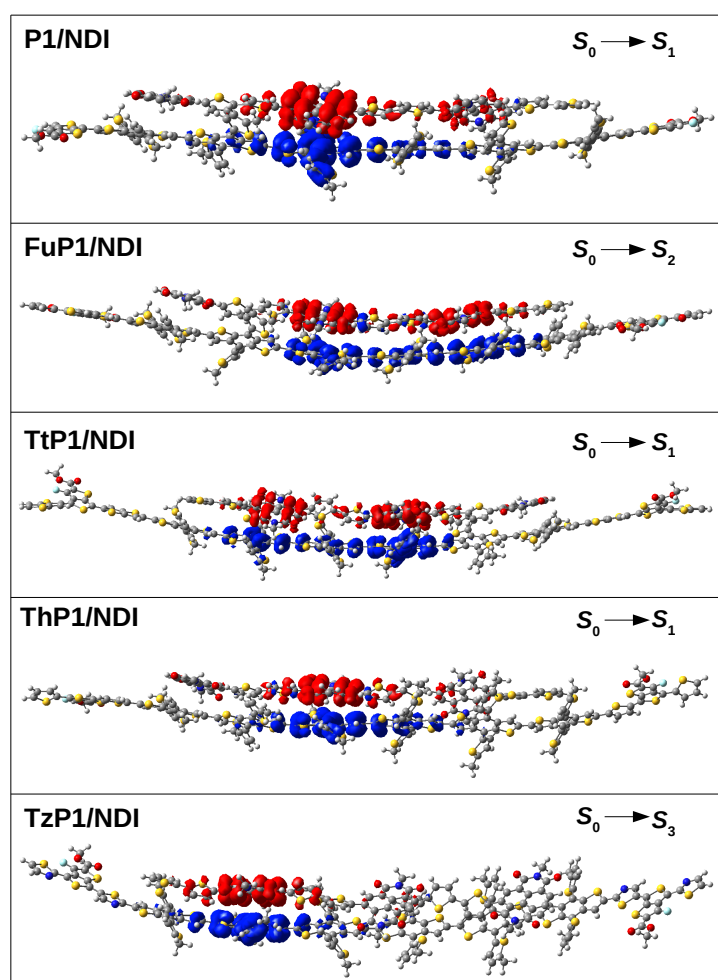 P1/NDI S₀ → S₁
FuP1/NDI S₀ → S₂
TtP1/NDI S₀ → S₁
ThP1/NDI S₀ → S₁
TzP1/NDI S₀ → S₃